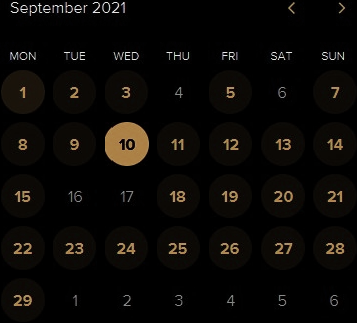 September 2021
MON TUE WED THU FRI SAT SUN
1 2 3 4 5 6 7
8 9 10 11 12 13 14
15 16 17 18 19 20 21
22 23 24 25 26 27 28
29 1 2 3 4 5 6